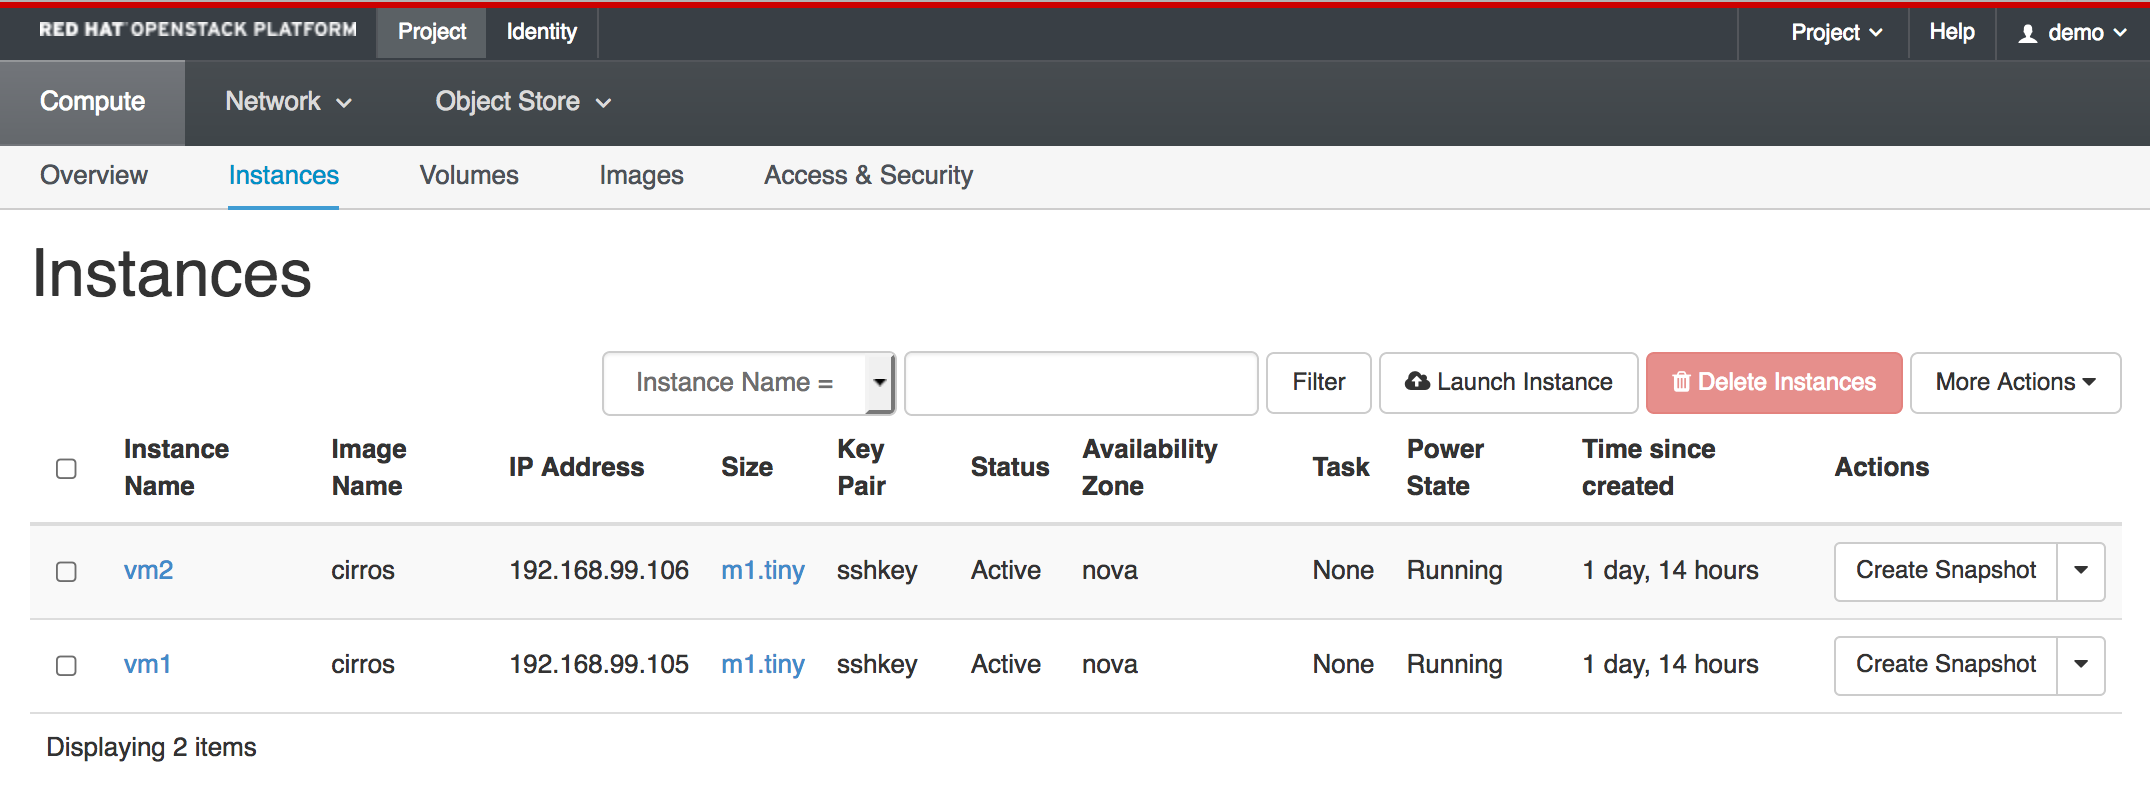 RED HAT OPENSTACK PLATFORM Project Identity Project Help demo
Compute Network Object Store
Overview Instances Volumes Images Access & Security
Instances
Instance Name = Filter Launch Instance Delete Instances More Actions
Instance Name Image Name IP Address Size Key Pair Status Availability Zone Task Power State Time since created Actions
vm2 cirros 192.168.99.106 m1.tiny sshkey Active nova None Running 1 day, 14 hours Create Snapshot
vm1 cirros 192.168.99.105 m1.tiny sshkey Active nova None Running 1 day, 14 hours Create Snapshot
Displaying 2 items